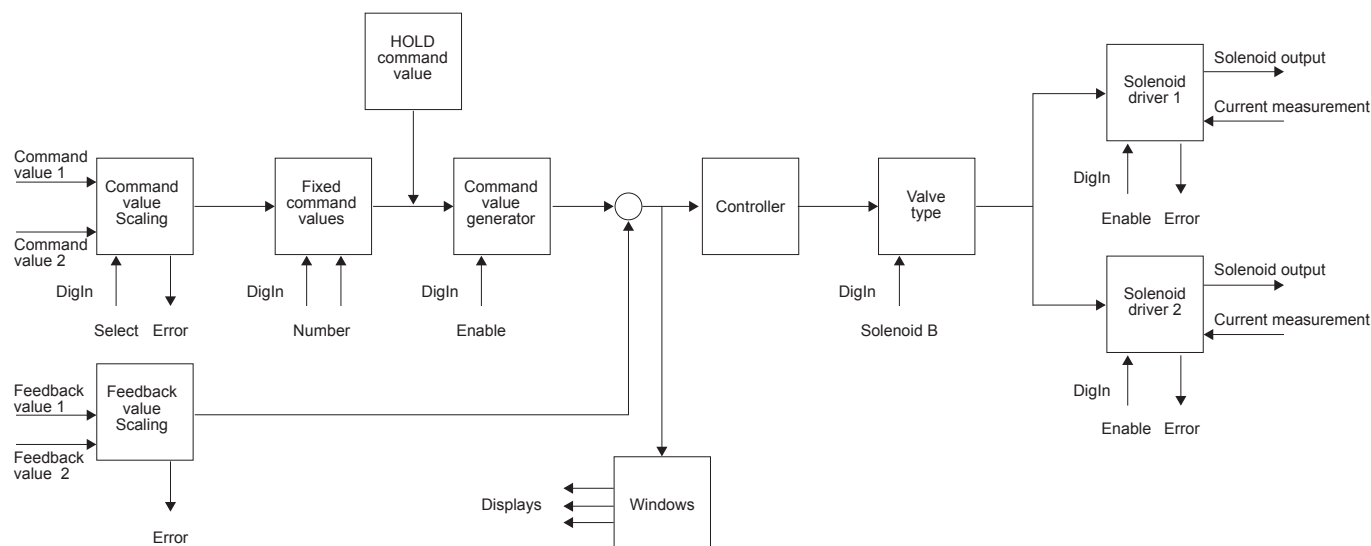 HOLD
command
value
Solenoid
driver 1
Solenoid output
Current measurement
DigIn
Enable
Error
Command
value 1
Command
value 2
Command
value
Scaling
DigIn
Select
Error
Fixed
command
values
DigIn
Number
Command
value
generator
DigIn
Enable
Controller
Valve
type
DigIn
Solenoid B
Solenoid
driver 2
Solenoid output
Current measurement
DigIn
Enable
Error
Feedback
value 1
Feedback
value 2
Feedback
value
Scaling
Error
Displays
Windows